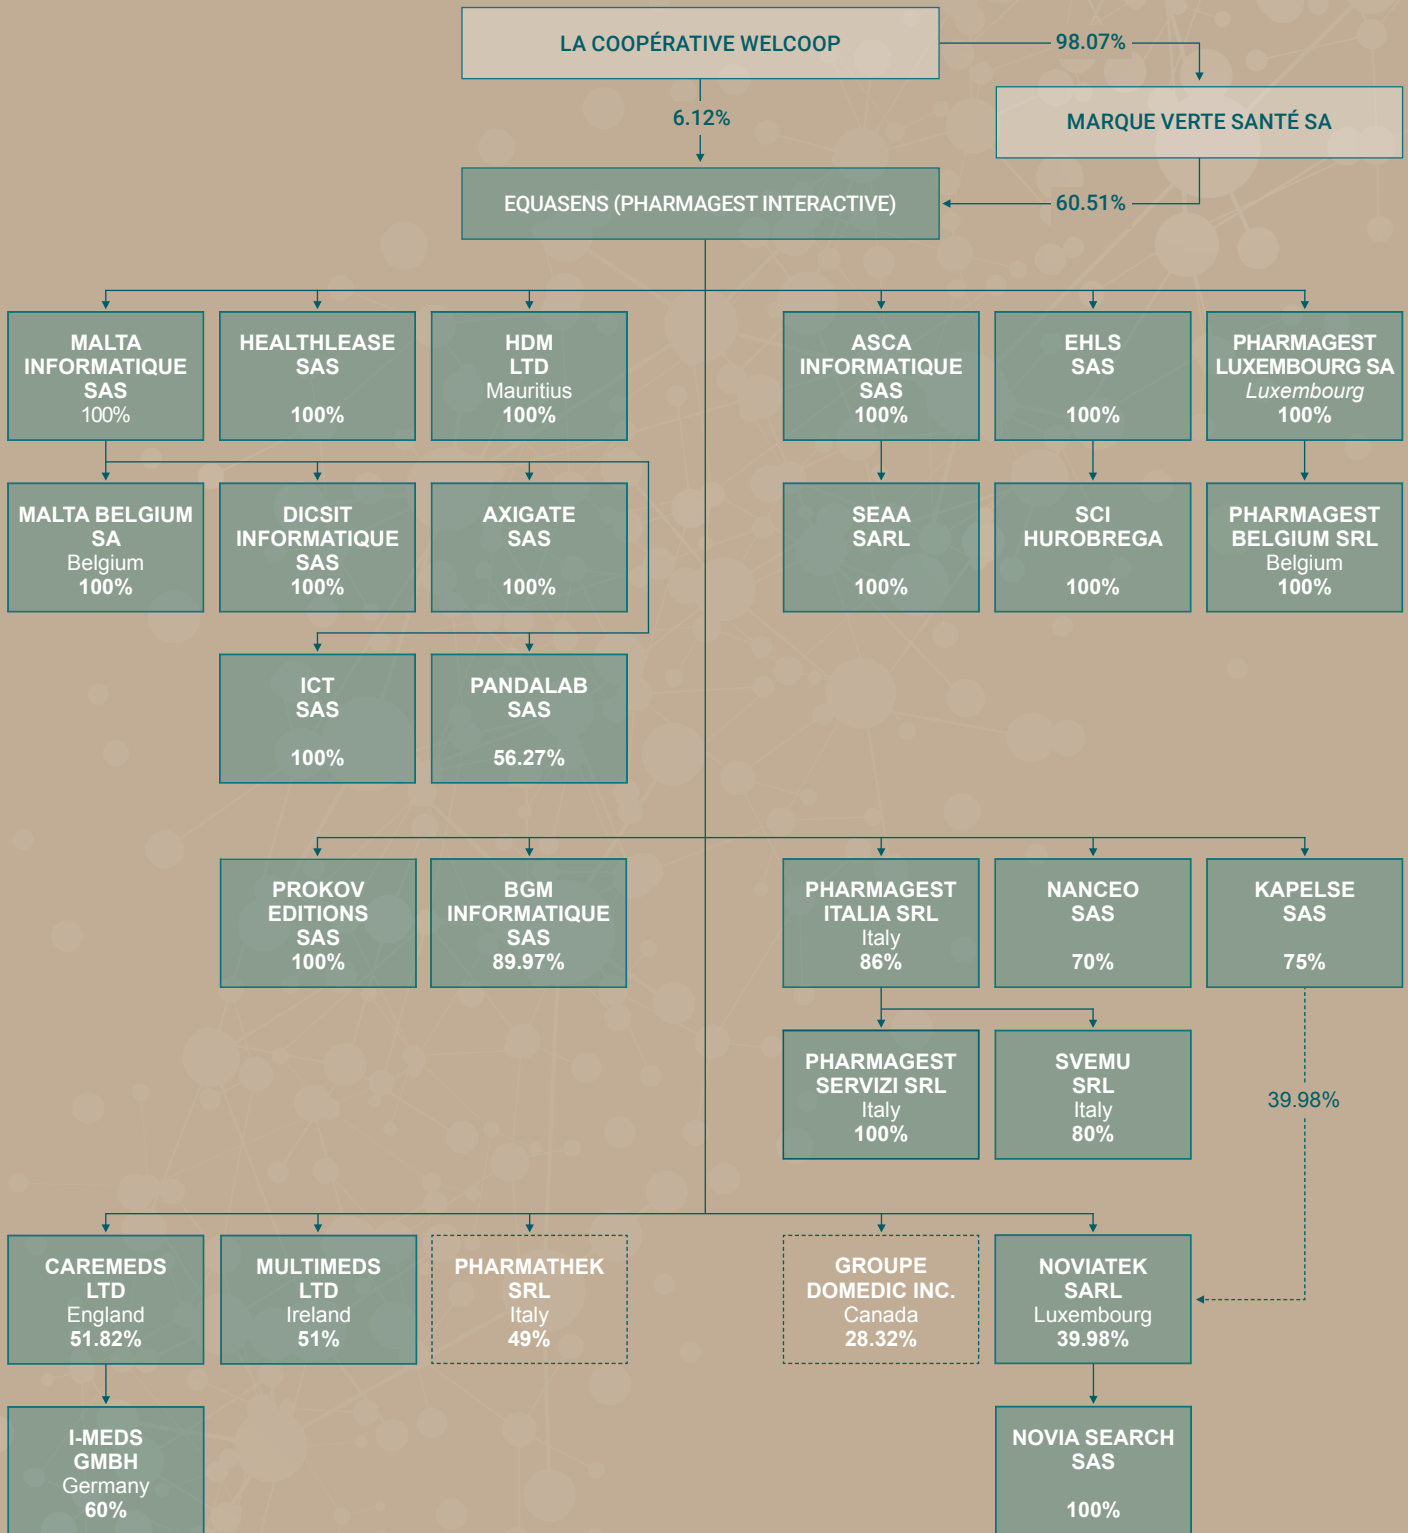 LA COOPÉRATIVE WELCOOP
98.07%
6.12%
MARQUE VERTE SANTÉ SA
EQUASENS (PHARMAGEST INTERACTIVE)
60.51%
MALTA
INFORMATIQUE
SAS
100%
HEALTHLEASE
SAS
100%
HDM
LTD
Mauritius
100%
ASCA
INFORMATIQUE
SAS
100%
EHLS
SAS
100%
PHARMAGEST
LUXEMBOURG SA
Luxembourg
100%
MALTA BELGIUM
SA
Belgium
100%
DICSIT
INFORMATIQUE
SAS
100%
AXIGATE
SAS
100%
SEAA
SARL
100%
SCI
HUROBREGA
100%
PHARMAGEST
BELGIUM SRL
Belgium
100%
ICT
SAS
100%
PANDALAB
SAS
56.27%
PROKOV
EDITIONS
SAS
100%
BGM
INFORMATIQUE
SAS
89.97%
PHARMAGEST
ITALIA SRL
Italy
86%
NANCEO
SAS
70%
KAPELSE
SAS
75%
PHARMAGEST
SERVIZI SRL
Italy
100%
SVEMU
SRL
Italy
80%
39.98%
CAREMEDS
LTD
England
51.82%
MULTIMEDS
LTD
Ireland
51%
PHARMATHEK
SRL
Italy
49%
GROUPE
DOMEDIC INC.
Canada
28.32%
NOVIATEK
SARL
Luxembourg
39.98%
I-MEDS
GMBH
Germany
60%
NOVIA SEARCH
SAS
100%